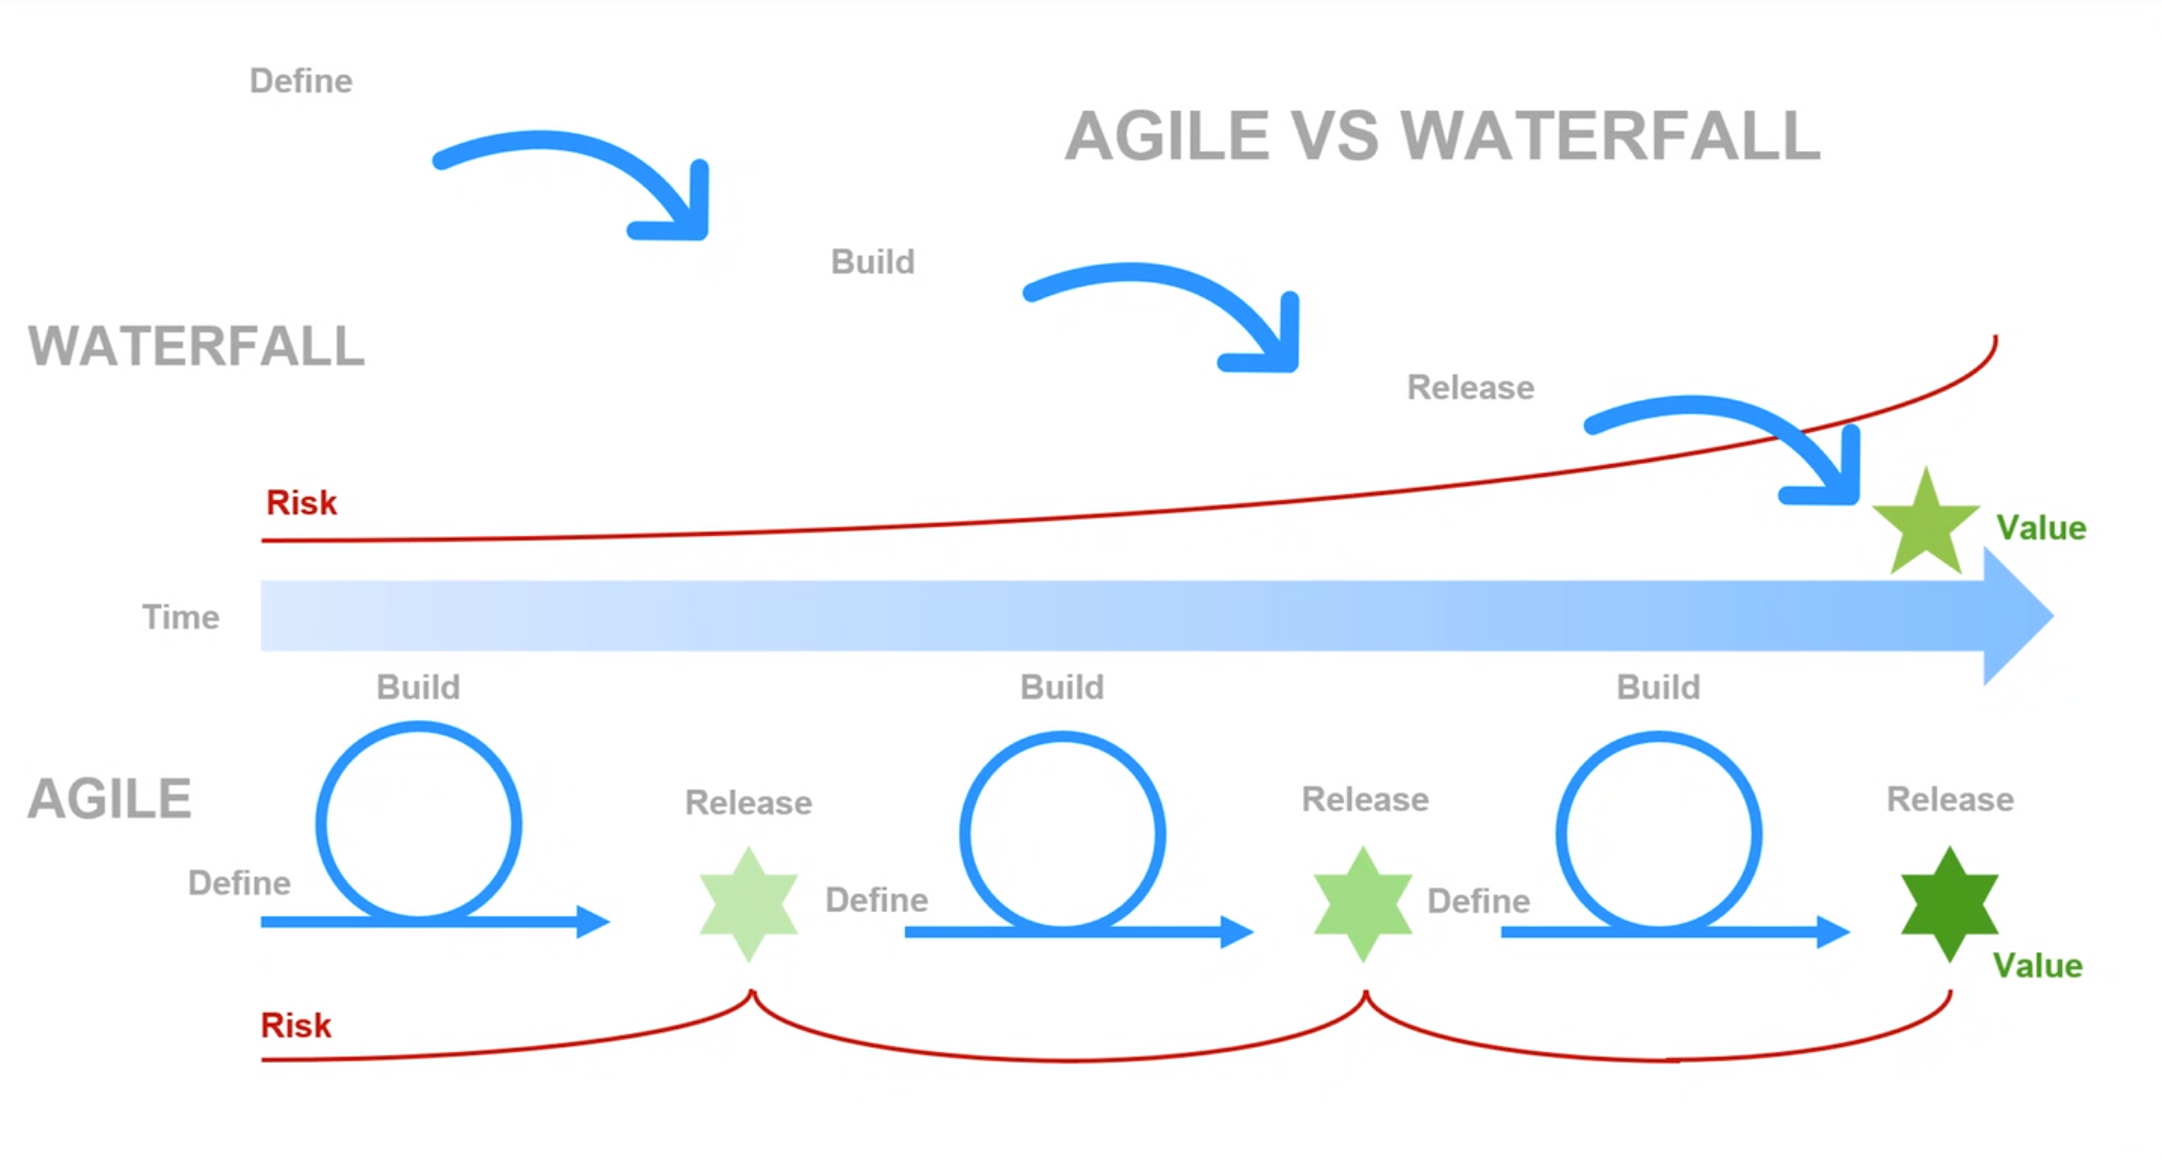 Define
AGILE VS WATERFALL
Build
WATERFALL
Release
Risk
Value
Time
Build
Build
Build
AGILE
Release
Release
Release
Define
Define
Define
Value
Risk